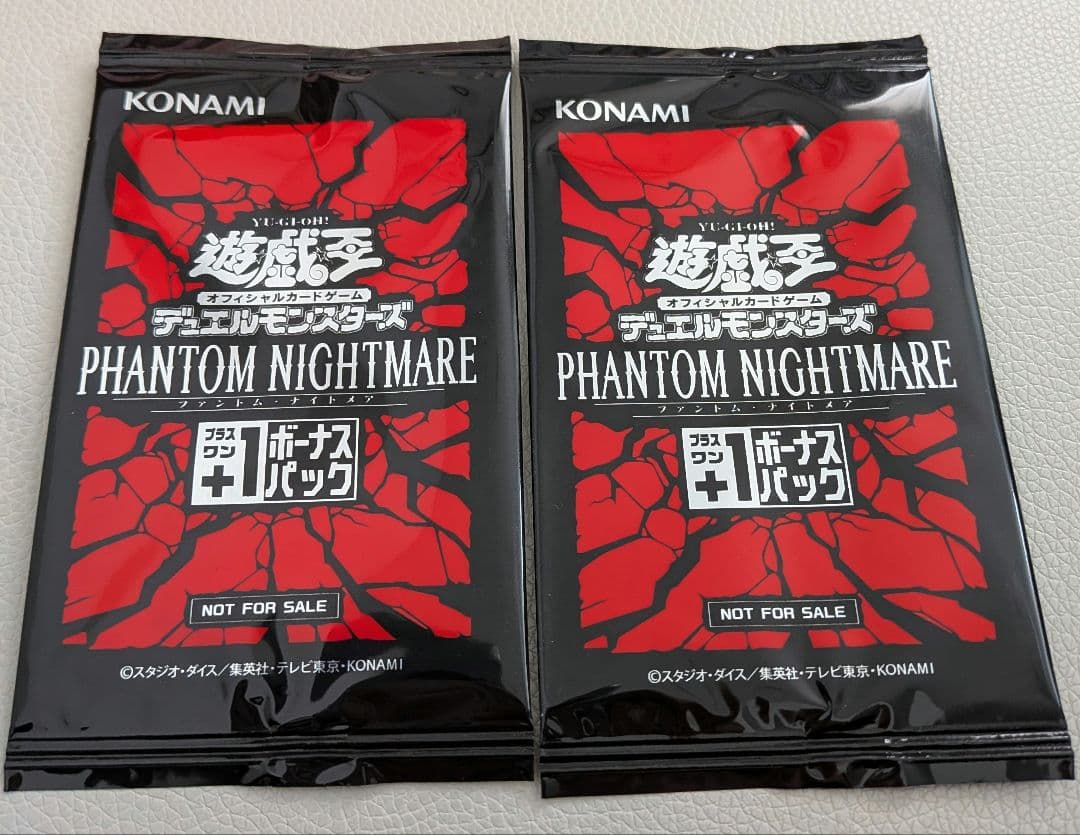 KONAMI
YU-GI-OH!
遊☆戯☆王
オフィシャルカードゲーム
デュエルモンスターズ
PHANTOM NIGHTMARE
ファントム・ナイトメア
プラスワン
+1
ボーナス
パック
NOT FOR SALE
©スタジオ・ダイス/集英社・テレビ東京・KONAMI
KONAMI
YU-GI-OH!
遊☆戯☆王
オフィシャルカードゲーム
デュエルモンスターズ
PHANTOM NIGHTMARE
ファントム・ナイトメア
プラスワン
+1
ボーナス
パック
NOT FOR SALE
©スタジオ・ダイス/集英社・テレビ東京・KONAMI